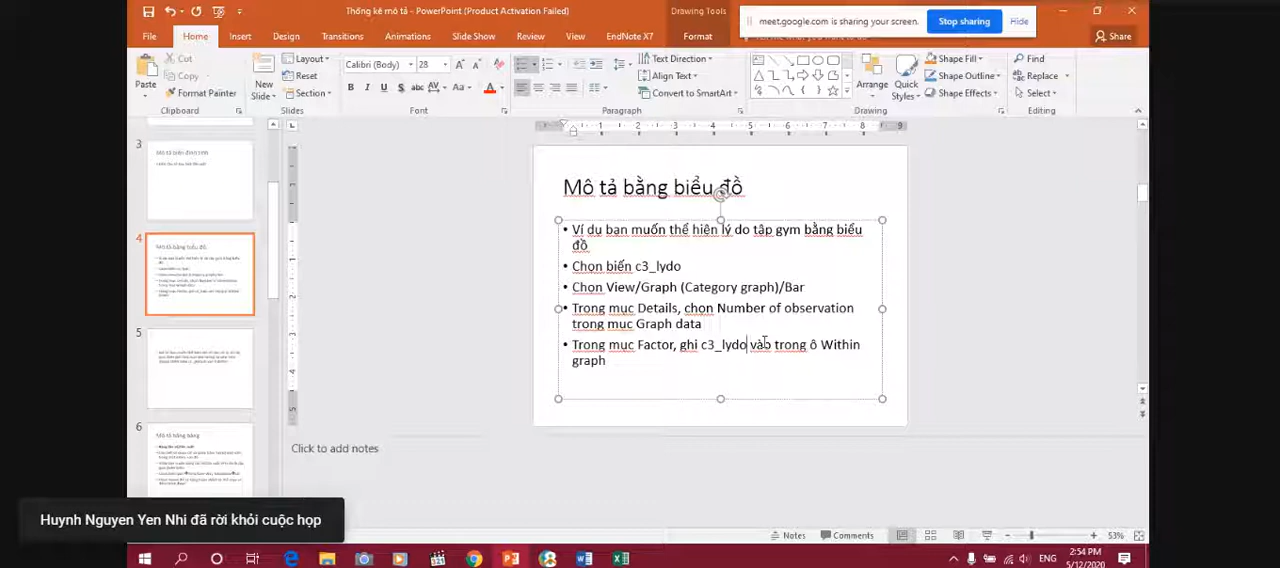 Thống kê mô tả - PowerPoint (Product Activation Failed)
Drawing Tools
meet.google.com is sharing your screen.
Stop sharing
Hide
File
Home
Insert
Design
Transitions
Animations
Slide Show
Review
View
EndNote X7
Format
Share
Paste
Cut
Copy
Format Painter
Clipboard
New Slide
Layout
Reset
Section
Slides
Calibri (Body)
28
Font
Text Direction
Align Text
Convert to SmartArt
Paragraph
Arrange
Quick Styles
Shape Fill
Shape Outline
Shape Effects
Drawing
Find
Replace
Select
Editing
3
4
5
6
Mô tả bằng biểu đồ
• Ví dụ bạn muốn thể hiện lý do tập gym bằng biểu
đồ
• Chọn biến c3_lydo
• Chọn View/Graph (Category graph)/Bar
• Trong mục Details, chọn Number of observation
trong mục Graph data
• Trong mục Factor, ghi c3_lydo vào trong ô Within
graph
Click to add notes
Huynh Nguyen Yen Nhi đã rời khỏi cuộc họp
Notes
Comments
53%
ENG
2:54 PM
5/12/2020